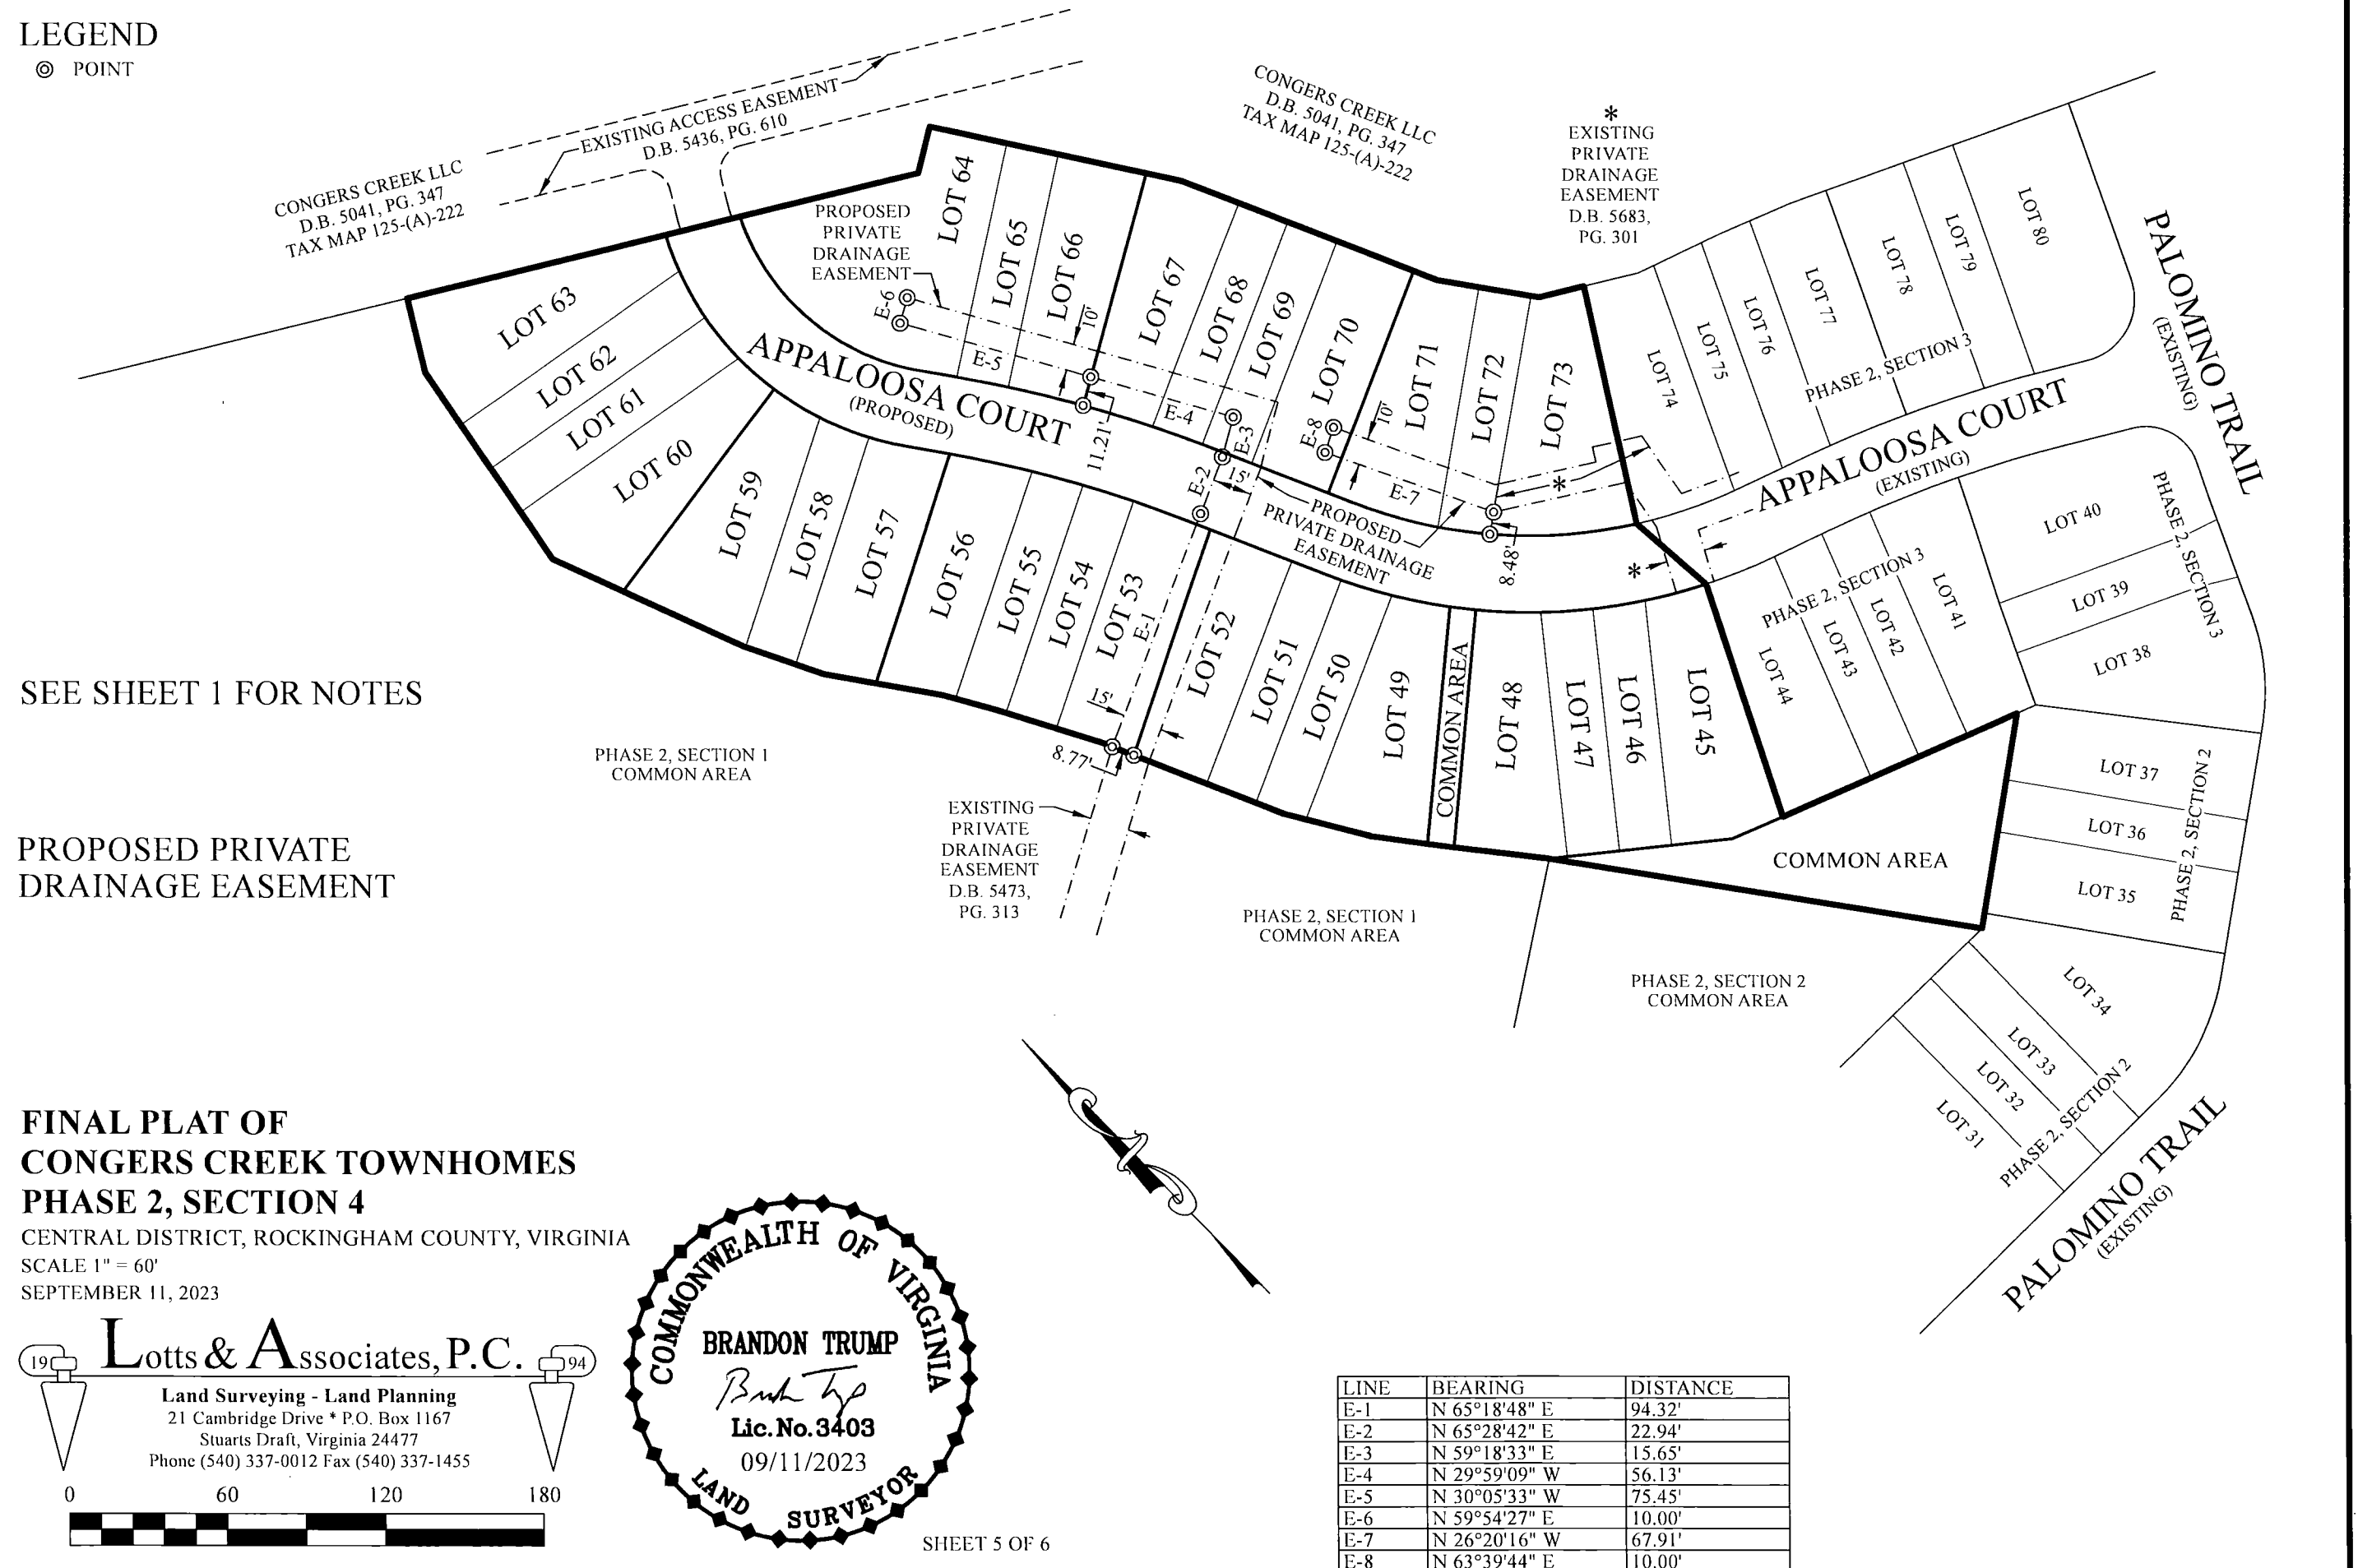 LEGEND
POINT
EXISTING ACCESS EASEMENT
D.B. 5436, PG. 610
CONGERS CREEK LLC
D.B. 5041, PG. 347
TAX MAP 125-(A)-222
CONGERS CREEK LLC
D.B. 5041, PG. 347
TAX MAP 125-(A)-222
*
EXISTING
PRIVATE
DRAINAGE
EASEMENT
D.B. 5683,
PG. 301
PROPOSED
PRIVATE
DRAINAGE
EASEMENT
LOT 64
LOT 65
LOT 66
LOT 67
LOT 68
LOT 69
LOT 70
LOT 71
LOT 72
LOT 73
LOT 74
LOT 75
LOT 76
LOT 77
LOT 78
LOT 79
LOT 80
PHASE 2, SECTION 3
PALOMINO TRAIL
(EXISTING)
E-6
E-5
10'
E-4
E-3
E-8
10'
E-7
11.21'
E-2
15'
8.48'
*
*
APPALOOSA COURT
(PROPOSED)
APPALOOSA COURT
(EXISTING)
PROPOSED
PRIVATE DRAINAGE
EASEMENT
LOT 63
LOT 62
LOT 61
LOT 60
LOT 59
LOT 58
LOT 57
LOT 56
LOT 55
LOT 54
LOT 53
E-1
LOT 52
LOT 51
LOT 50
LOT 49
COMMON AREA
LOT 48
LOT 47
LOT 46
LOT 45
LOT 44
LOT 43
LOT 42
LOT 41
PHASE 2, SECTION 3
LOT 40
LOT 39
LOT 38
PHASE 2, SECTION 3
LOT 37
LOT 36
LOT 35
PHASE 2, SECTION 2
LOT 34
LOT 33
LOT 32
LOT 31
PHASE 2, SECTION 2
PALOMINO TRAIL
(EXISTING)
COMMON AREA
15'
8.77'
SEE SHEET 1 FOR NOTES
PHASE 2, SECTION 1
COMMON AREA
EXISTING
PRIVATE
DRAINAGE
EASEMENT
D.B. 5473,
PG. 313
PHASE 2, SECTION 1
COMMON AREA
PHASE 2, SECTION 2
COMMON AREA
PROPOSED PRIVATE
DRAINAGE EASEMENT
FINAL PLAT OF
CONGERS CREEK TOWNHOMES
PHASE 2, SECTION 4
CENTRAL DISTRICT, ROCKINGHAM COUNTY, VIRGINIA
SCALE 1" = 60'
SEPTEMBER 11, 2023
19 Lotts & Associates, P.C. 94
Land Surveying - Land Planning
21 Cambridge Drive * P.O. Box 1167
Stuarts Draft, Virginia 24477
Phone (540) 337-0012 Fax (540) 337-1455
0 60 120 180
COMMONWEALTH OF VIRGINIA
BRANDON TRUMP
Lic. No. 3403
09/11/2023
LAND SURVEYOR
SHEET 5 OF 6
LINE BEARING DISTANCE
E-1 N 65°18'48" E 94.32'
E-2 N 65°28'42" E 22.94'
E-3 N 59°18'33" E 15.65'
E-4 N 29°59'09" W 56.13'
E-5 N 30°05'33" W 75.45'
E-6 N 59°54'27" E 10.00'
E-7 N 26°20'16" W 67.91'
E-8 N 63°39'44" E 10.00'